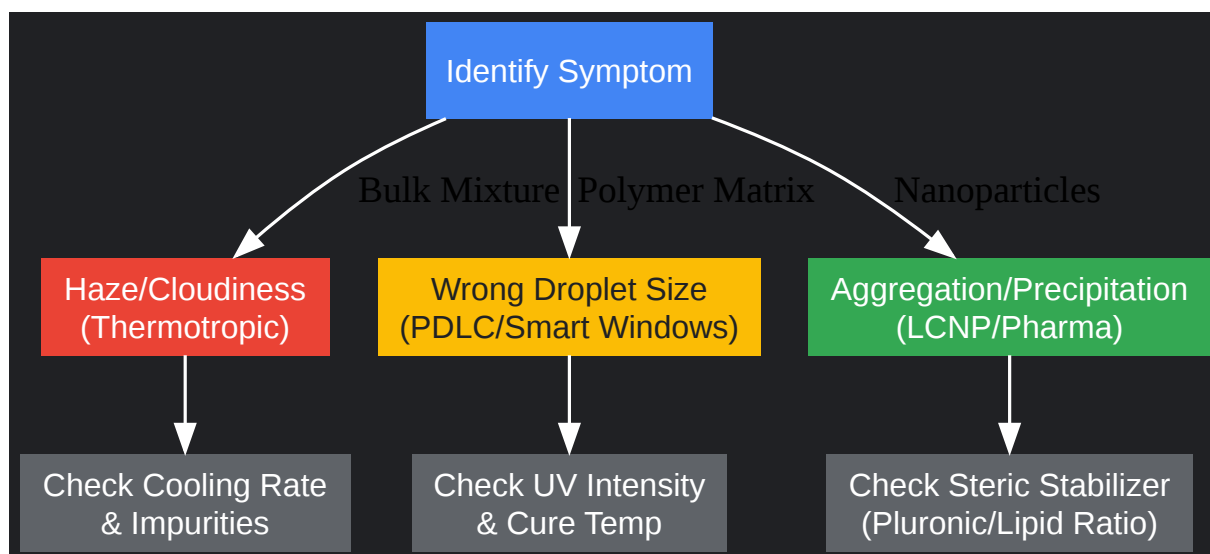 Identify Symptom
Bulk Mixture
Polymer Matrix
Nanoparticles
Haze/Cloudiness
(Thermotropic)
Wrong Droplet Size
(PDLC/Smart Windows)
Aggregation/Precipitation
(LCNP/Pharma)
Check Cooling Rate
& Impurities
Check UV Intensity
& Cure Temp
Check Steric Stabilizer
(Pluronic/Lipid Ratio)